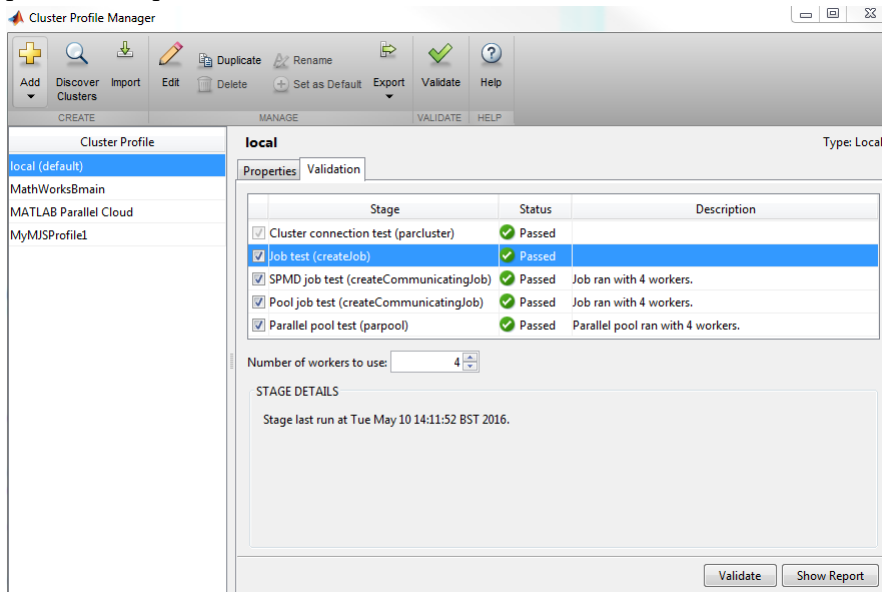 Cluster Profile Manager
Add Discover Clusters Import Edit Duplicate Rename Delete Set as Default Export Validate Help
CREATE MANAGE VALIDATE HELP
Cluster Profile
local (default)
MathWorksBmain
MATLAB Parallel Cloud
MyMJSProfile1
local Type: Local
Properties Validation
Stage Status Description
Cluster connection test (parcluster) Passed
Job test (createJob) Passed
SPMD job test (createCommunicatingJob) Passed Job ran with 4 workers.
Pool job test (createCommunicatingJob) Passed Job ran with 4 workers.
Parallel pool test (parpool) Passed Parallel pool ran with 4 workers.
Number of workers to use: 4
STAGE DETAILS
Stage last run at Tue May 10 14:11:52 BST 2016.
Validate Show Report